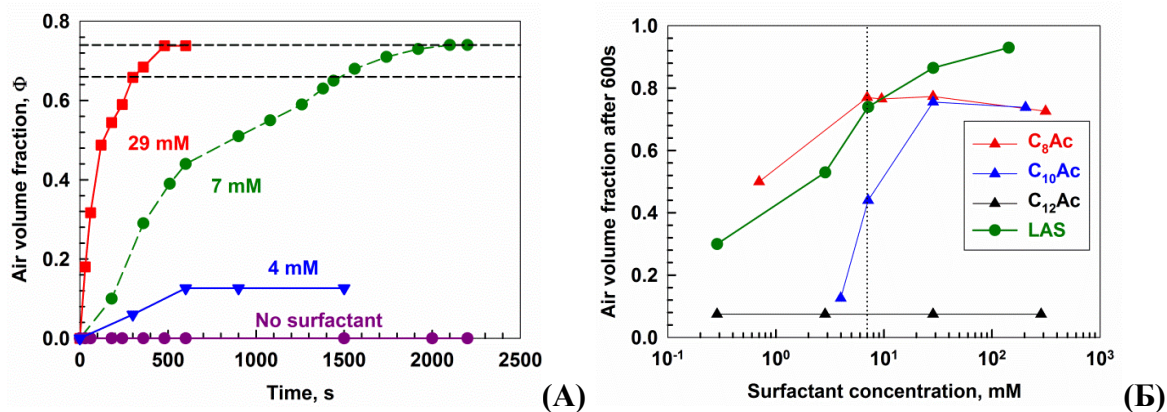 0.8
0.6
0.4
0.2
0.0
Air volume fraction, Φ
29 mM
7 mM
4 mM
No surfactant
0 500 1000 1500 2000 2500
Time, s
(А)
1.0
0.8
0.6
0.4
0.2
0.0
Air volume fraction after 600s
C₈Ac
C₁₀Ac
C₁₂Ac
LAS
10⁻¹ 10⁰ 10¹ 10² 10³
Surfactant concentration, mM
(Б)